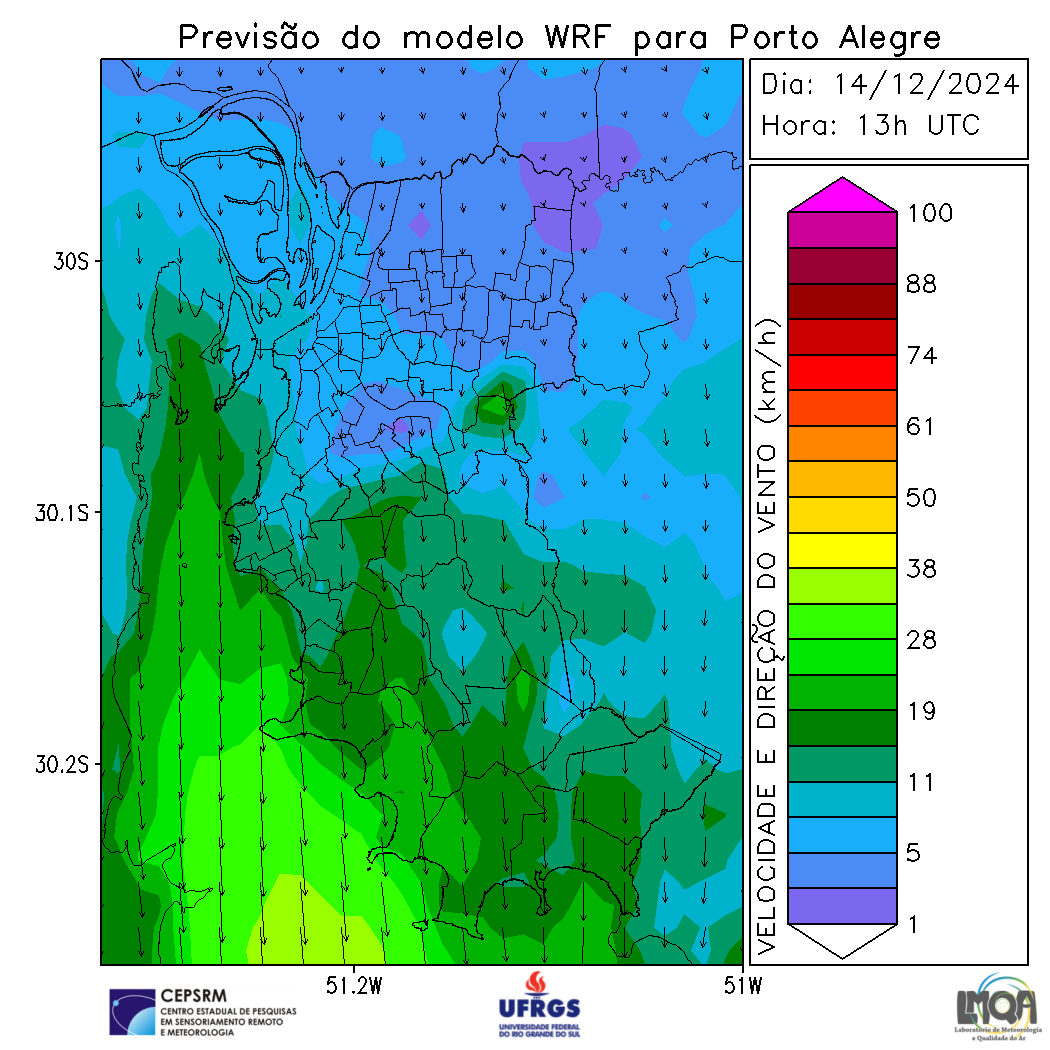 Previsão do modelo WRF para Porto Alegre
Dia: 14/12/2024
Hora: 13h UTC
30S
30.1S
30.2S
51.2W
51W
VELOCIDADE E DIREÇÃO DO VENTO (km/h)
100
88
74
61
50
38
28
19
11
5
1
CEPSRM
CENTRO ESTADUAL DE PESQUISAS
EM SENSORIAMENTO REMOTO
E METEOROLOGIA
UFRGS
UNIVERSIDADE FEDERAL
DO RIO GRANDE DO SUL
LMQA
Laboratório de Meteorologia
e Qualidade do Ar